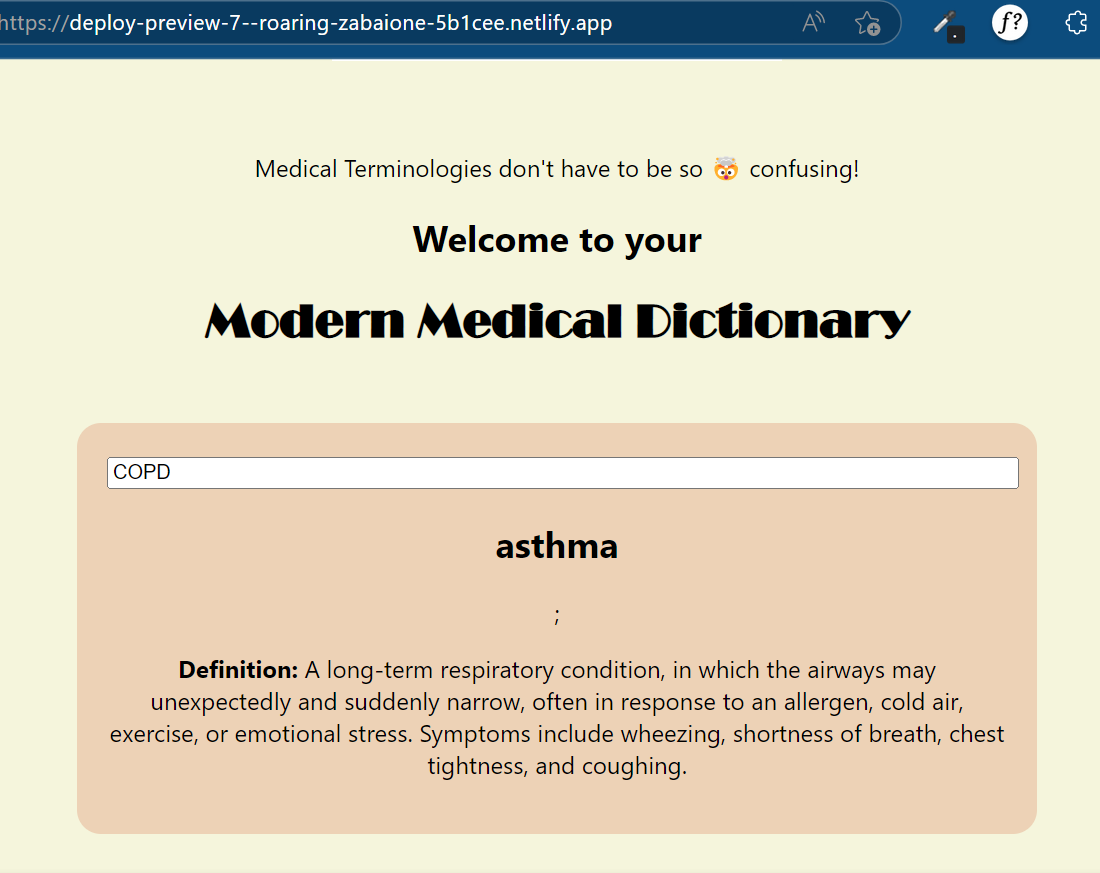 https://deploy-preview-7--roaring-zabaione-5b1cee.netlify.app
A
f?
Medical Terminologies don't have to be so 🤯 confusing!
Welcome to your
Modern Medical Dictionary
COPD
asthma
;
Definition: A long-term respiratory condition, in which the airways may
unexpectedly and suddenly narrow, often in response to an allergen, cold air,
exercise, or emotional stress. Symptoms include wheezing, shortness of breath, chest
tightness, and coughing.